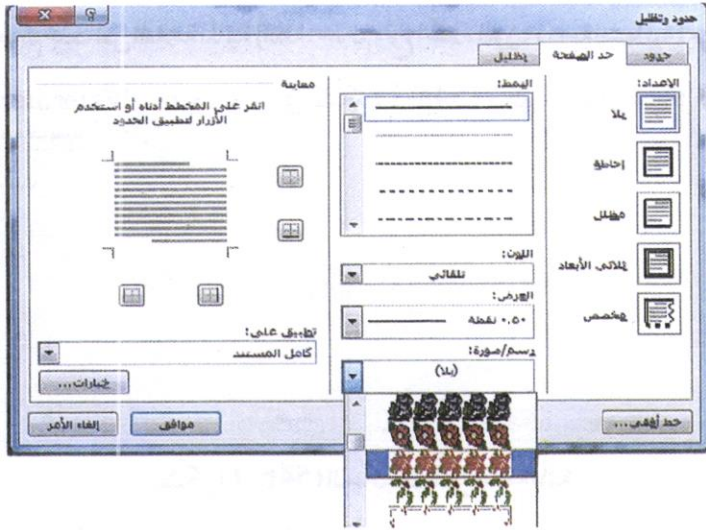 حدود وتظليل
حدود
حد الصفحة
تظليل
الإعداد:
بلا
إحاطة
مظلل
ثلاثي الأبعاد
مخصص
النمط:
اللون:
تلقائي
العرض:
٠.٥٠ نقطة
رسم/صورة:
(بلا)
معاينة
انقر على المخطط أدناه أو استخدم
الأزرار لتطبيق الحدود
تطبيق على:
كامل المستند
خيارات...
خط أفقي...
موافق
إلغاء الأمر